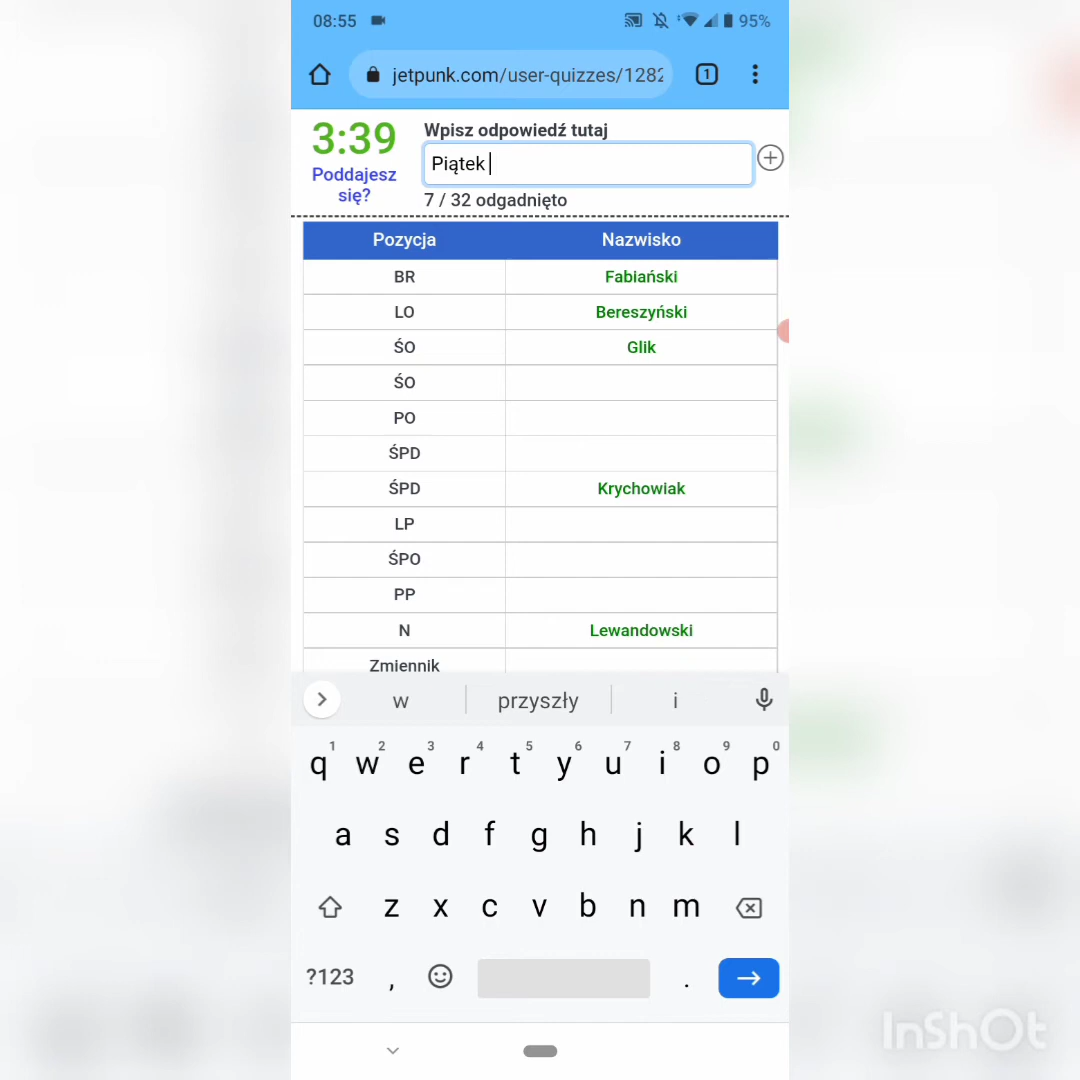 08:55 95%
jetpunk.com/user-quizzes/1282 1
3:39
Poddajesz
się?
Wpisz odpowiedź tutaj
Piątek
7 / 32 odgadnięto
Pozycja Nazwisko
BR Fabiański
LO Bereszyński
ŚO Glik
ŚO
PO
ŚPD
ŚPD Krychowiak
LP
ŚPO
PP
N Lewandowski
Zmiennik
w przyszły i
1 2 3 4 5 6 7 8 9 0
q w e r t y u i o p
a s d f g h j k l
z x c v b n m
?123 , .
InShOt